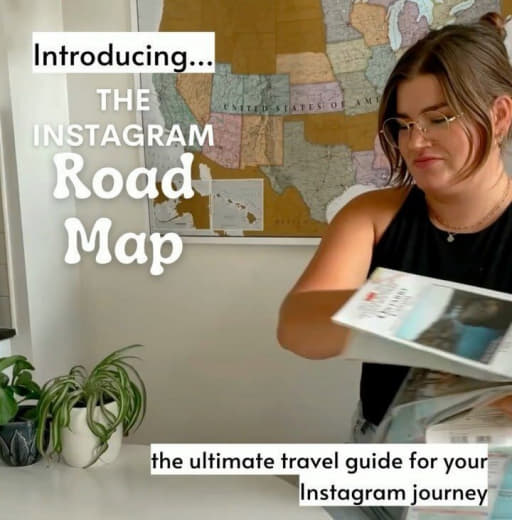 Introducing...
THE
INSTAGRAM
Road
Map
UNITED STATES OF AM
the ultimate travel guide for your
Instagram journey